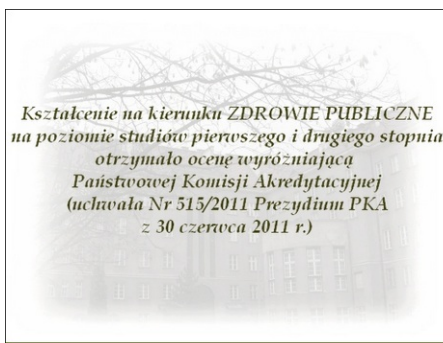 Kształcenie na kierunku ZDROWIE PUBLICZNE
na poziomie studiów pierwszego i drugiego stopnia
otrzymało ocenę wyróżniającą
Państwowej Komisji Akredytacyjnej
(uchwała Nr 515/2011 Prezydium PKA
z 30 czerwca 2011 r.)